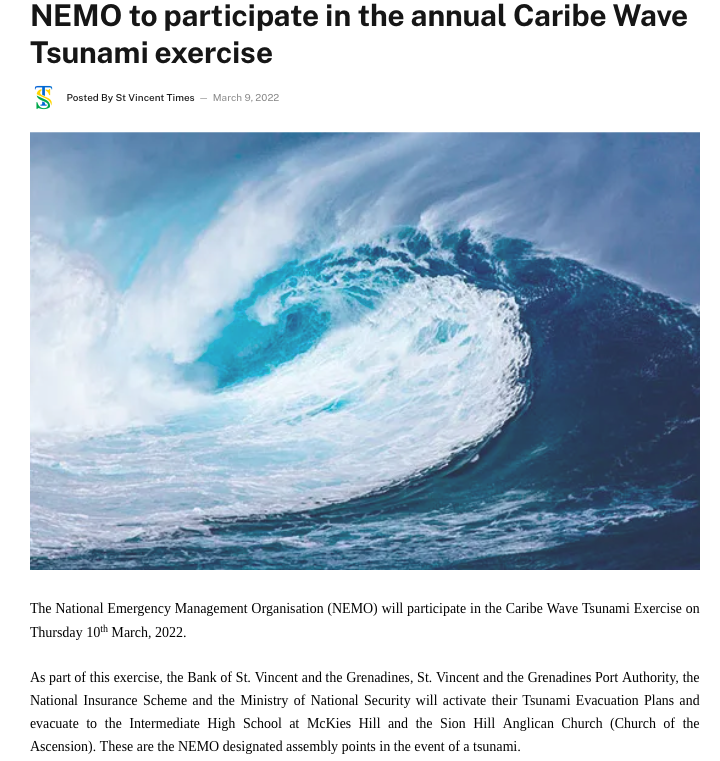 NEMO to participate in the annual Caribe Wave
Tsunami exercise
Posted By St Vincent Times — March 9, 2022
The National Emergency Management Organisation (NEMO) will participate in the Caribe Wave Tsunami Exercise on
Thursday 10th March, 2022.
As part of this exercise, the Bank of St. Vincent and the Grenadines, St. Vincent and the Grenadines Port Authority, the
National Insurance Scheme and the Ministry of National Security will activate their Tsunami Evacuation Plans and
evacuate to the Intermediate High School at McKies Hill and the Sion Hill Anglican Church (Church of the
Ascension). These are the NEMO designated assembly points in the event of a tsunami.